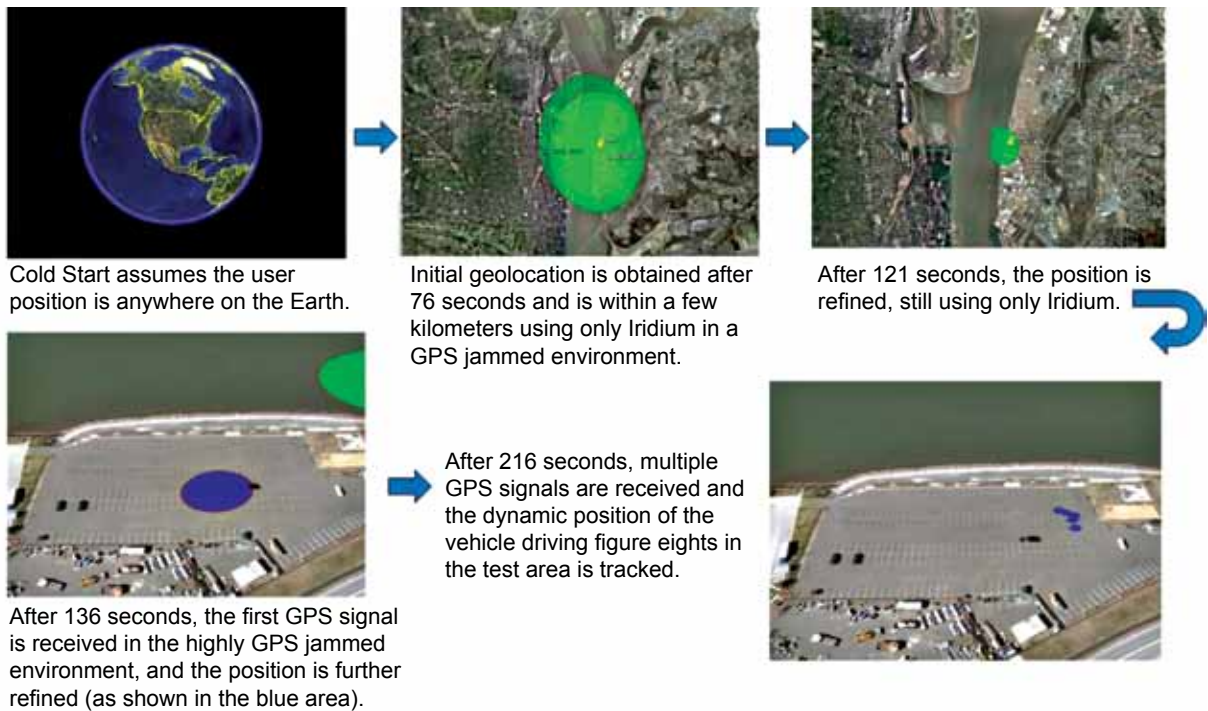 Cold Start assumes the user
position is anywhere on the Earth.
Initial geolocation is obtained after
76 seconds and is within a few
kilometers using only Iridium in a
GPS jammed environment.
After 121 seconds, the position is
refined, still using only Iridium.
After 136 seconds, the first GPS signal
is received in the highly GPS jammed
environment, and the position is further
refined (as shown in the blue area).
After 216 seconds, multiple
GPS signals are received and
the dynamic position of the
vehicle driving figure eights in
the test area is tracked.